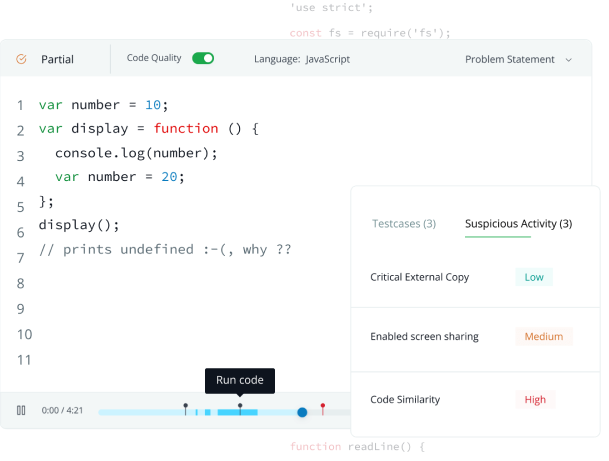 'use strict';
const fs = require('fs');
Partial
Code Quality
Language: JavaScript
Problem Statement
1 var number = 10;
2 var display = function () {
3 console.log(number);
4 var number = 20;
5 };
6 display();
7 // prints undefined :-(, why ??
8
9
10
11
Testcases (3)
Suspicious Activity (3)
Critical External Copy Low
Enabled screen sharing Medium
Code Similarity High
Run code
0:00 / 4:21
function readLine() {